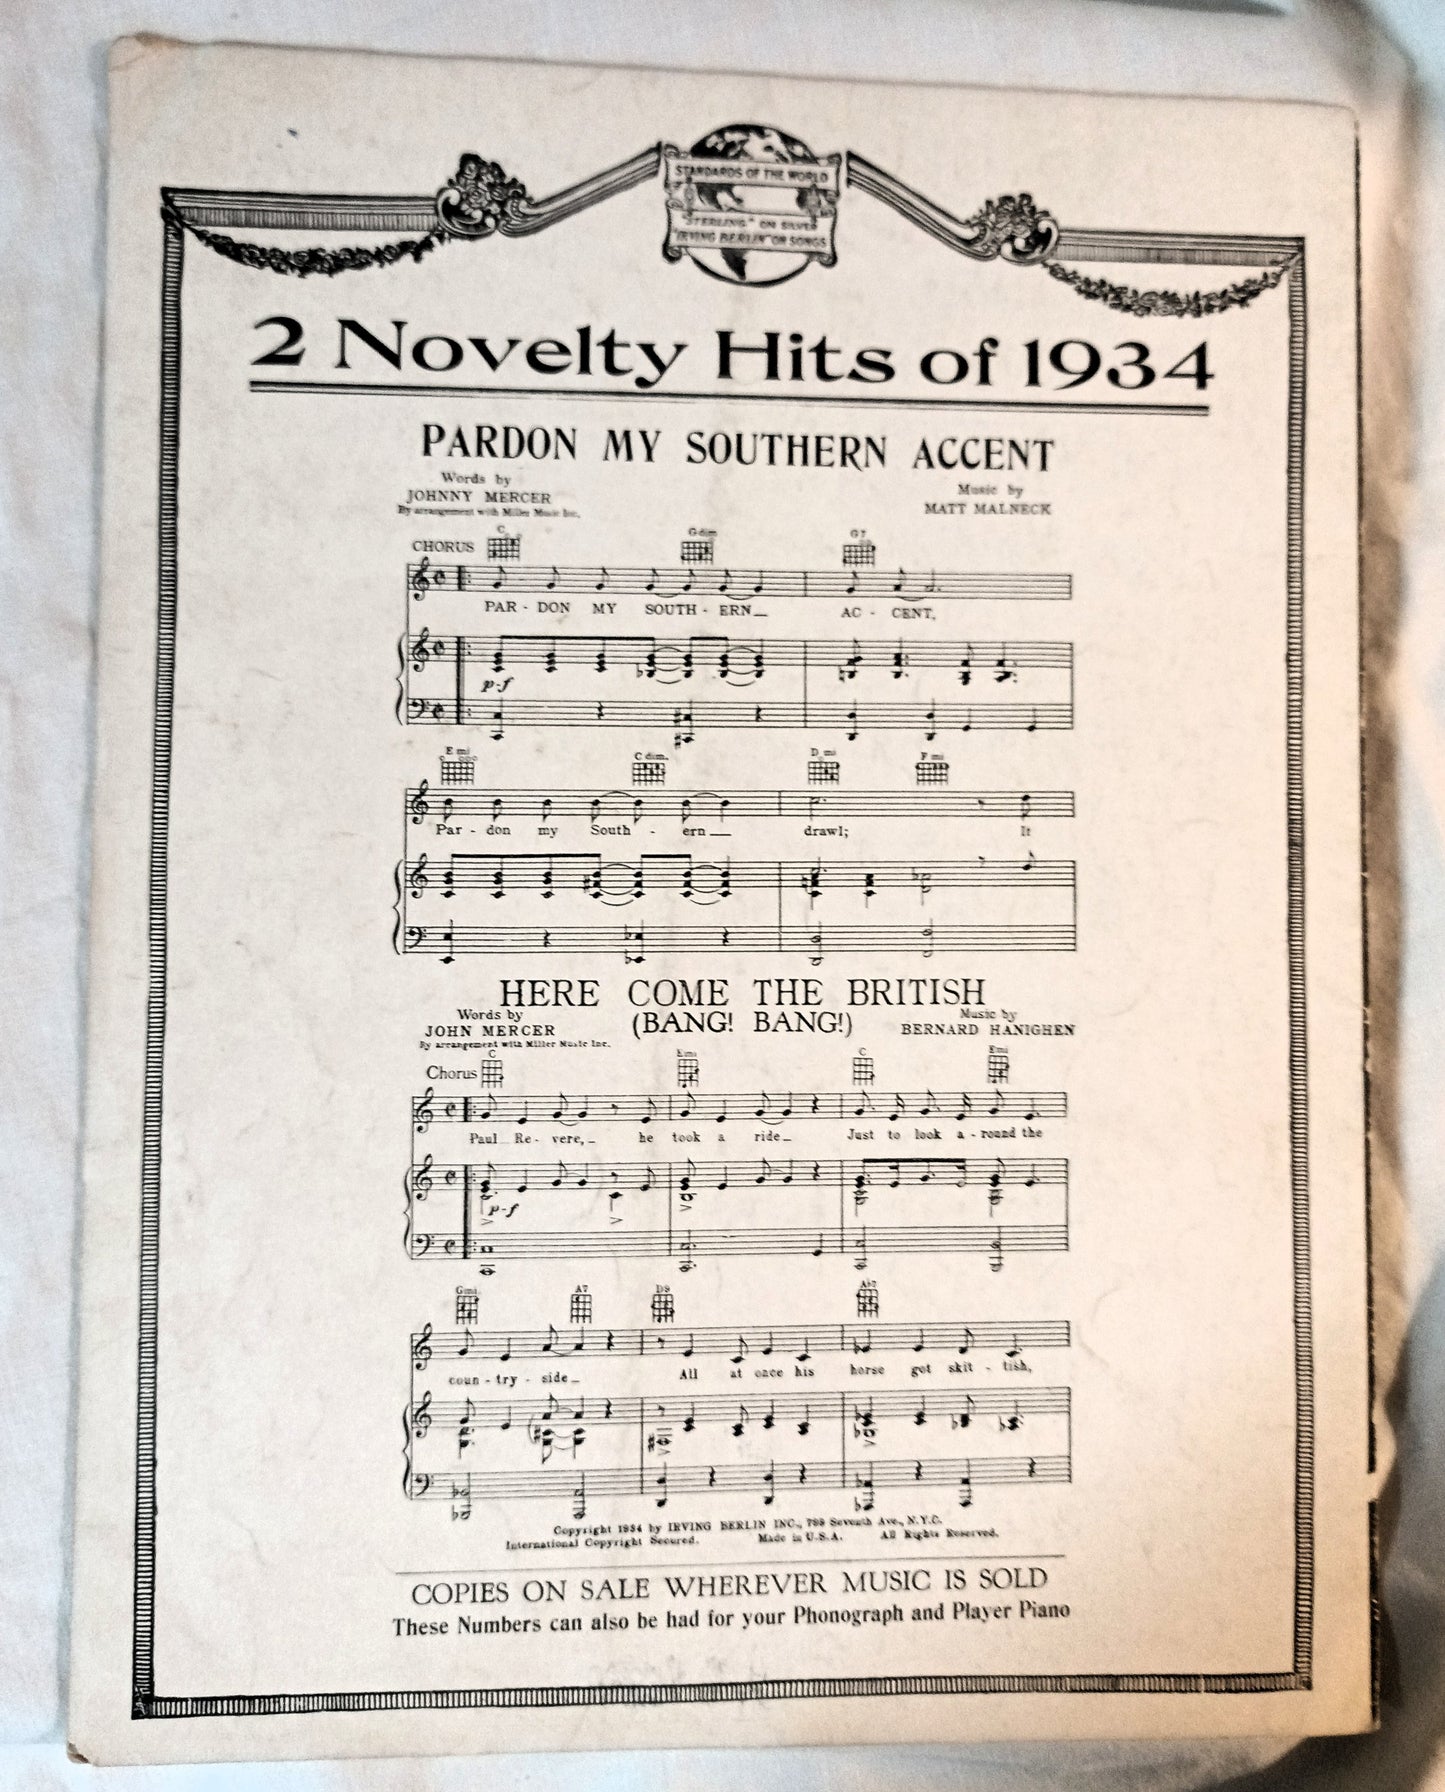 STANDARDS OF THE WORLD
"STERLING" ON SILVER
"IRVING BERLIN" ON SONGS
2 Novelty Hits of 1934
PARDON MY SOUTHERN ACCENT
Words by
JOHNNY MERCER
By arrangement with Miller Music Inc.
Music by
MATT MALNECK
C G dim G7
CHORUS
PAR - DON MY SOUTH - ERN AC - CENT,
p-f
E mi C dim. D mi F mi
Par - don my South - ern drawl; It
HERE COME THE BRITISH
(BANG! BANG!)
Words by
JOHN MERCER
By arrangement with Miller Music Inc.
Music by
BERNARD HANIGHEN
C Emi C Emi
Chorus
Paul Re - vere, he took a ride Just to look a - round the
p-f
Gmi A7 D9 Ab7
coun - try - side All at once his horse got skit - tish,
Copyright 1934 by IRVING BERLIN INC., 799 Seventh Ave., N.Y.C.
International Copyright Secured. Made in U.S.A. All Rights Reserved.
COPIES ON SALE WHEREVER MUSIC IS SOLD
These Numbers can also be had for your Phonograph and Player Piano